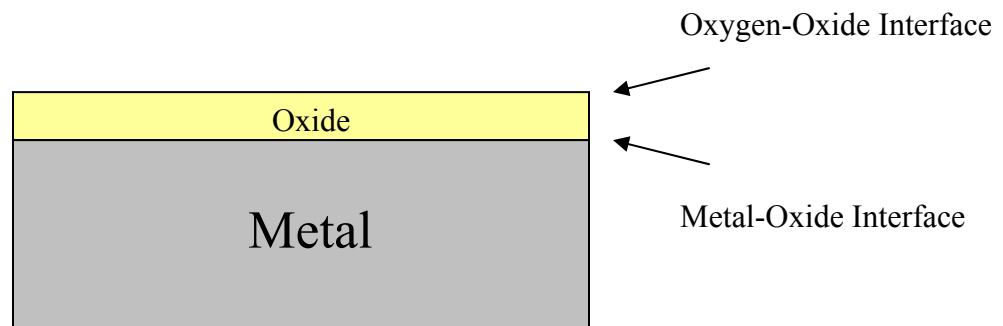 Oxygen-Oxide Interface
Oxide
Metal
Metal-Oxide Interface